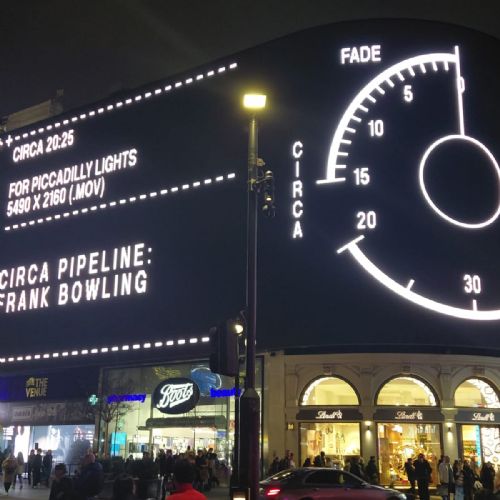 CIRCA 20:25
FOR PICCADILLY LIGHTS
5490 X 2160 (.MOV)
CIRCA PIPELINE:
FRANK BOWLING
FADE
0
5
10
15
20
30
CIRCA
THE
VENUE
pharmacy
Boots
Lindt
Lindt
Lindt